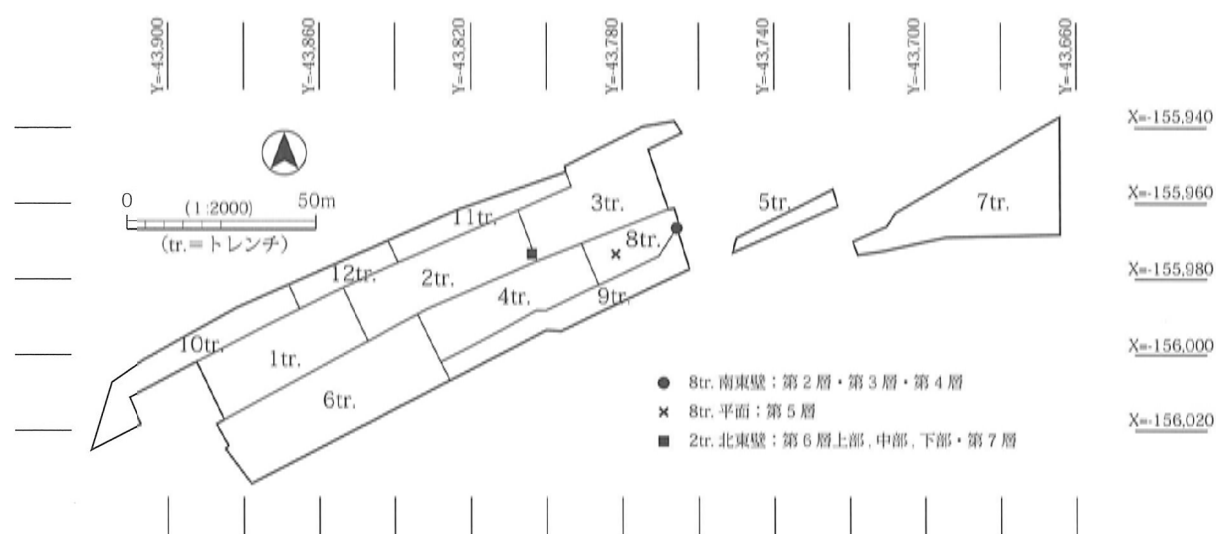 Y=-43,900
Y=-43,860
Y=-43,820
Y=-43,780
Y=-43,740
Y=-43,700
Y=-43,660
X=-155,940
X=-155,960
X=-155,980
X=-156,000
X=-156,020
0 (1:2000) 50m
(tr.=トレンチ)
11tr.
3tr.
5tr.
7tr.
12tr.
2tr.
8tr.
4tr.
9tr.
10tr.
1tr.
6tr.
● 8tr. 南東壁；第2層・第3層・第4層
× 8tr. 平面；第5層
■ 2tr. 北東壁；第6層上部, 中部, 下部・第7層